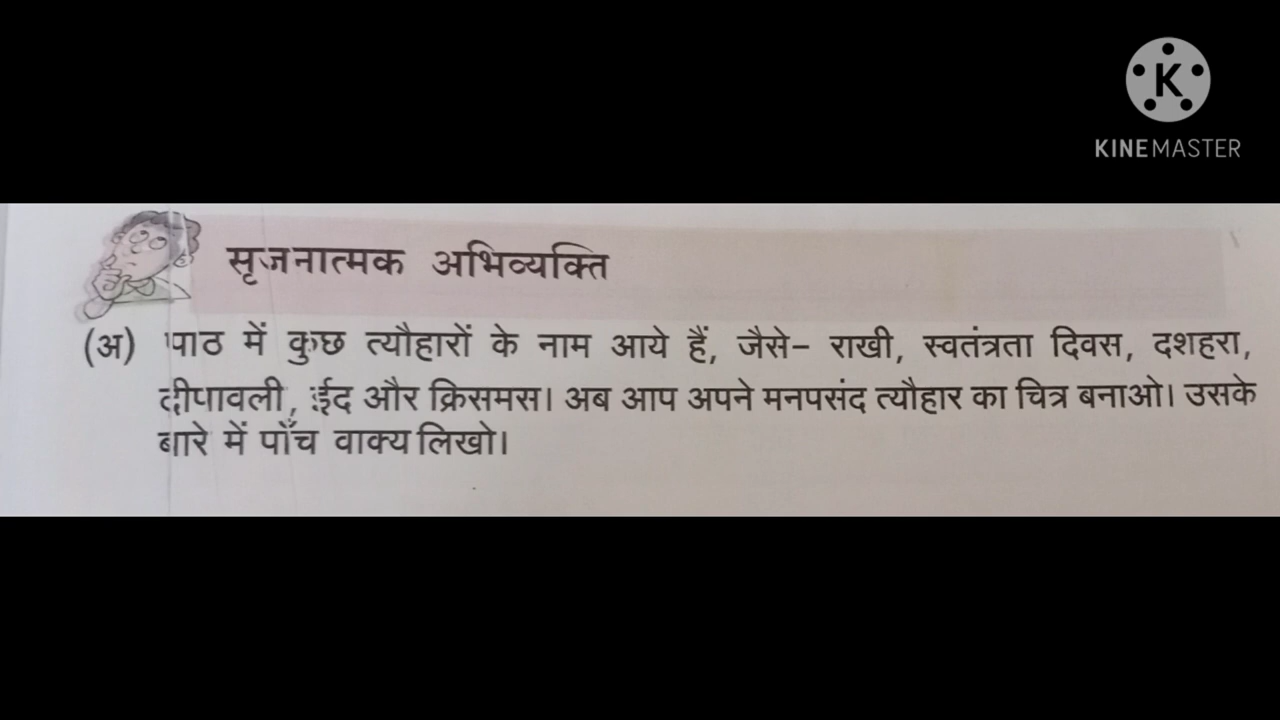 K
KINEMASTER
सृजनात्मक अभिव्यक्ति
(अ) पाठ में कुछ त्यौहारों के नाम आये हैं, जैसे- राखी, स्वतंत्रता दिवस, दशहरा,
दीपावली, ईद और क्रिसमस। अब आप अपने मनपसंद त्यौहार का चित्र बनाओ। उसके
बारे में पाँच वाक्य लिखो।